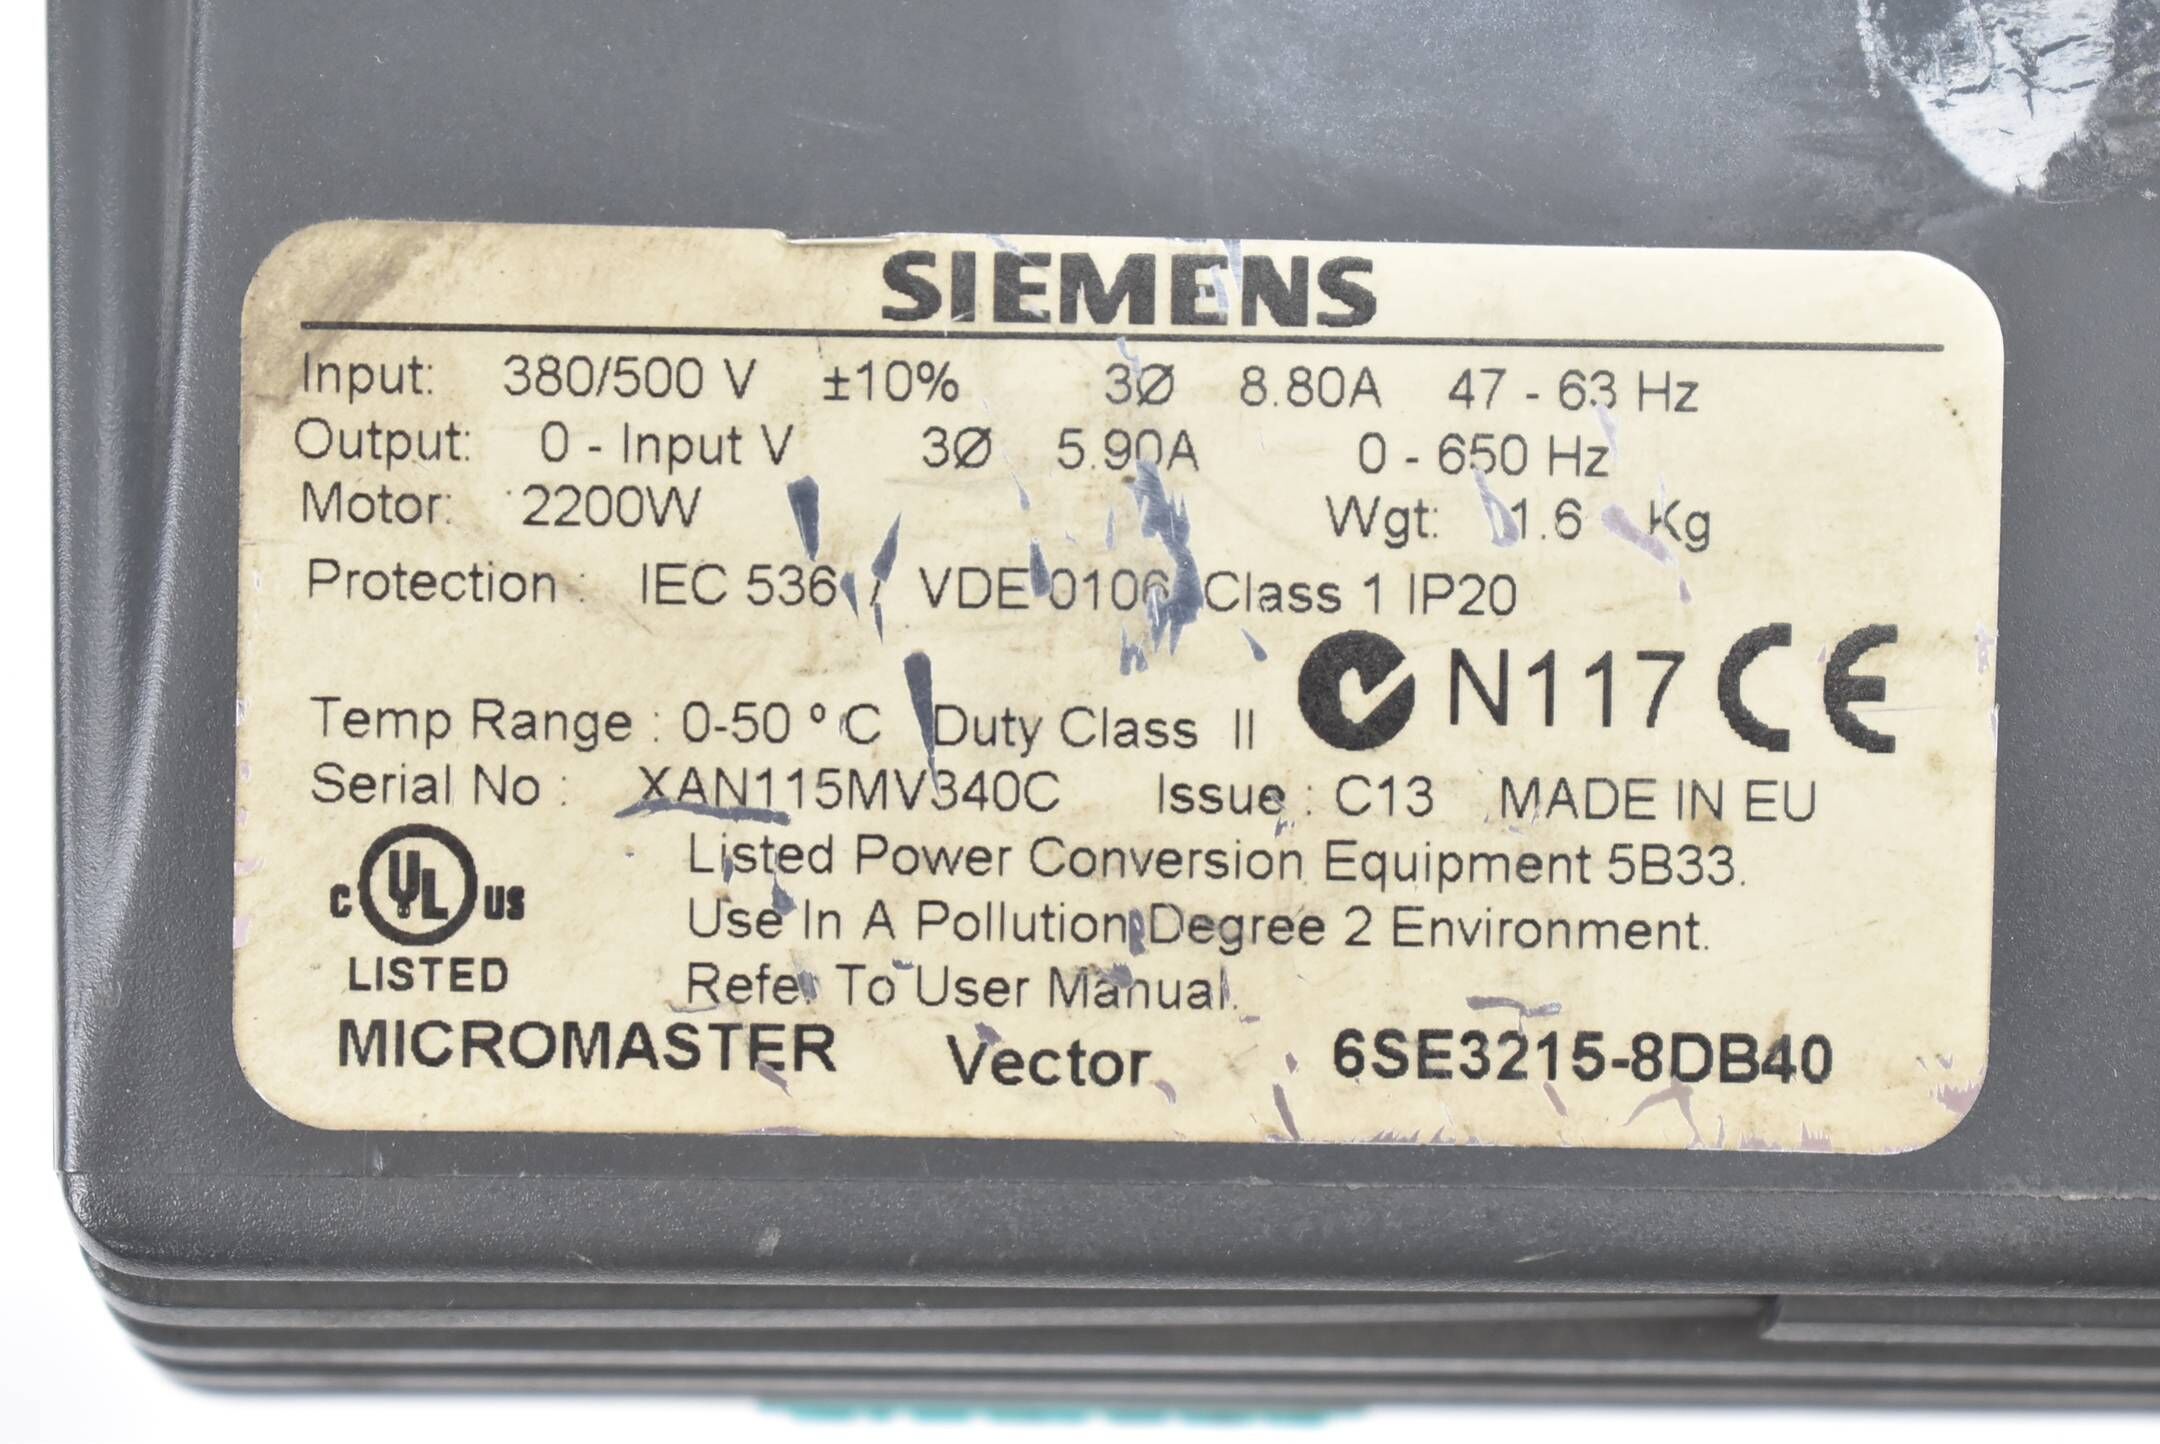 SIEMENS
Input: 380/500 V ±10% 3Ø 8.80A 47 - 63 Hz
Output: 0 - Input V 3Ø 5.90A 0 - 650 Hz
Motor: 2200W Wgt: 1.6 Kg
Protection : IEC 536 / VDE 0106 Class 1 IP20
N117 CE
Temp Range : 0-50 °C Duty Class II
Serial No : XAN115MV340C Issue : C13 MADE IN EU
Listed Power Conversion Equipment 5B33.
C UL US
Use In A Pollution Degree 2 Environment.
LISTED
Refer To User Manual.
MICROMASTER Vector 6SE3215-8DB40